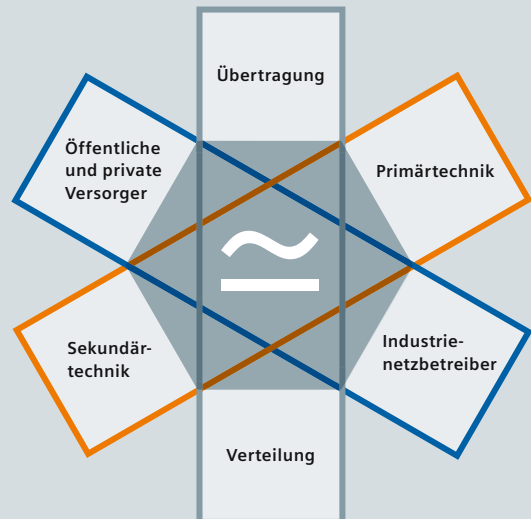 Übertragung
Öffentliche
und private
Versorger
Primärtechnik
Sekundär-
technik
Industrie-
netzbetreiber
Verteilung